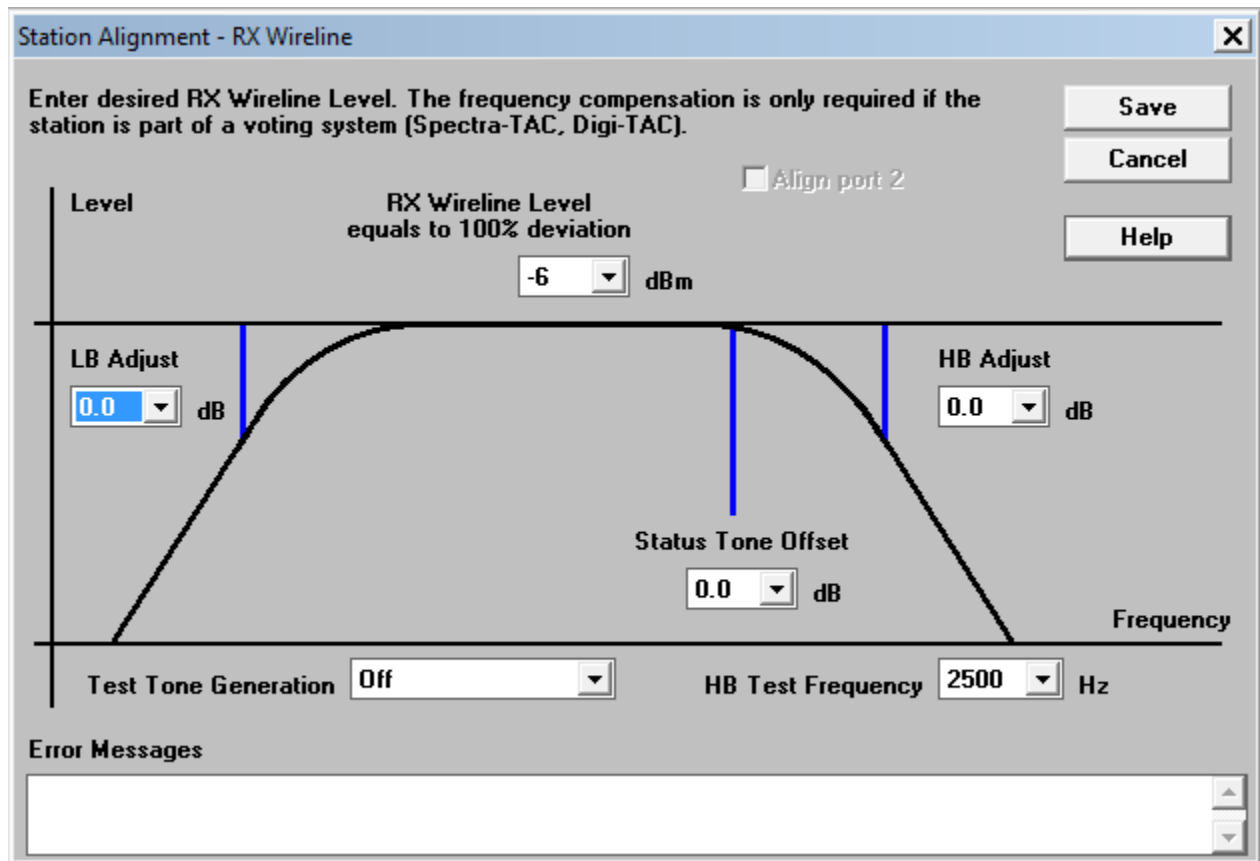 Station Alignment - RX Wireline
Enter desired RX Wireline Level. The frequency compensation is only required if the
station is part of a voting system (Spectra-TAC, Digi-TAC).
Save
Cancel
Help
Align port 2
Level
RX Wireline Level
equals to 100% deviation
-6 dBm
LB Adjust
0.0 dB
HB Adjust
0.0 dB
Status Tone Offset
0.0 dB
Frequency
Test Tone Generation Off
HB Test Frequency 2500 Hz
Error Messages